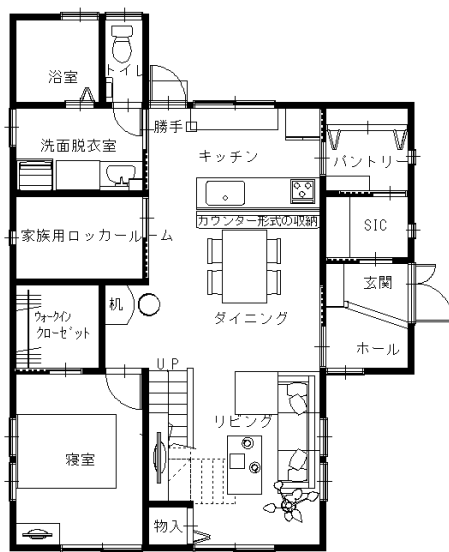 トイレ
浴室
勝手口
洗面脱衣室
キッチン
パントリー
カウンター形式の収納
SIC
家族用ロッカールーム
玄関
机
ウォークイン
クローゼット
ダイニング
ホール
UP
リビング
寝室
物入